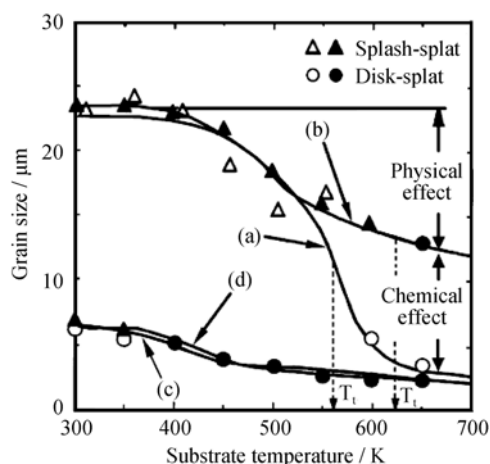 30
20
10
0
Grain size / μm
Splash-splat
Disk-splat
(b)
Physical
effect
(a)
Chemical
effect
(d)
(c)
Tt
Tt
300 400 500 600 700
Substrate temperature / K